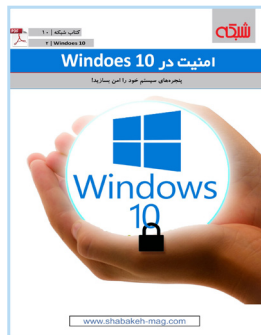 شبکه
کتاب شبکه | ۱۰
۲ | Windows 10
PDF
امنیت در Windoes 10
پنجره‌های سیستم خود را امن بسازید!
Windows
10
www.shabakeh-mag.com